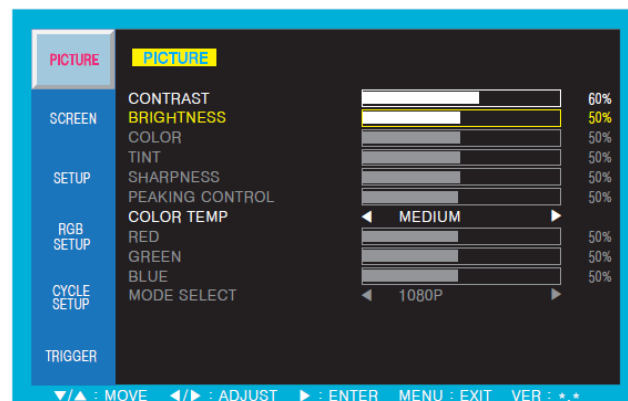 PICTURE
SCREEN
SETUP
RGB
SETUP
CYCLE
SETUP
TRIGGER
PICTURE
CONTRAST 60%
BRIGHTNESS 50%
COLOR 50%
TINT 50%
SHARPNESS 50%
PEAKING CONTROL 50%
COLOR TEMP ◀ MEDIUM ▶
RED 50%
GREEN 50%
BLUE 50%
MODE SELECT ◀ 1080P ▶
▼/▲ : MOVE ◀/▶ : ADJUST ▶ : ENTER MENU : EXIT VER : *.*